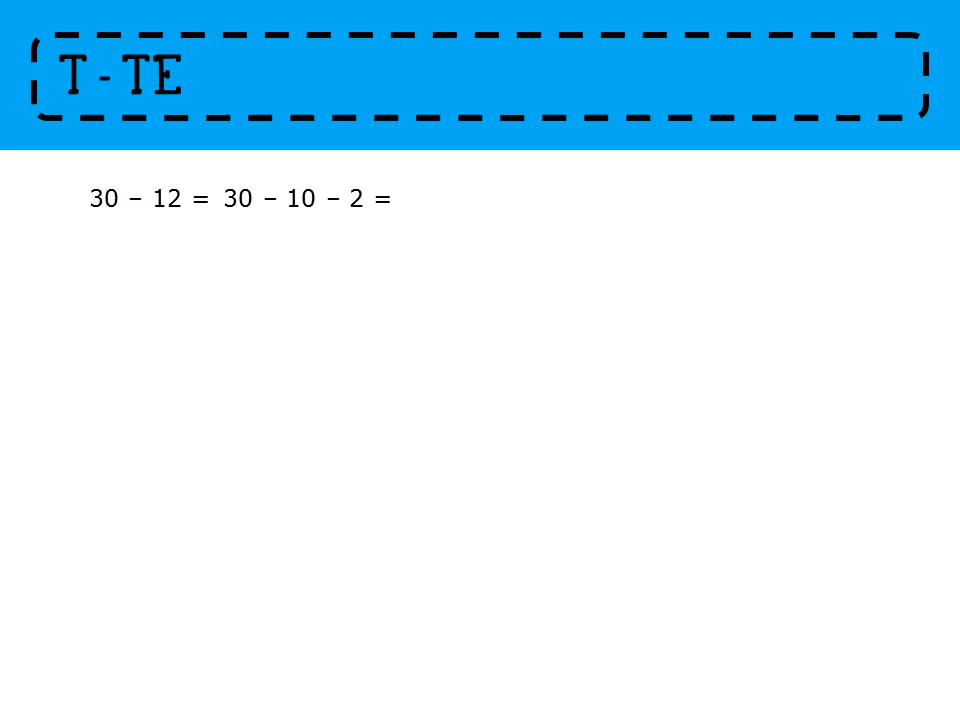 T - TE
30 – 12 = 30 – 10 – 2 =